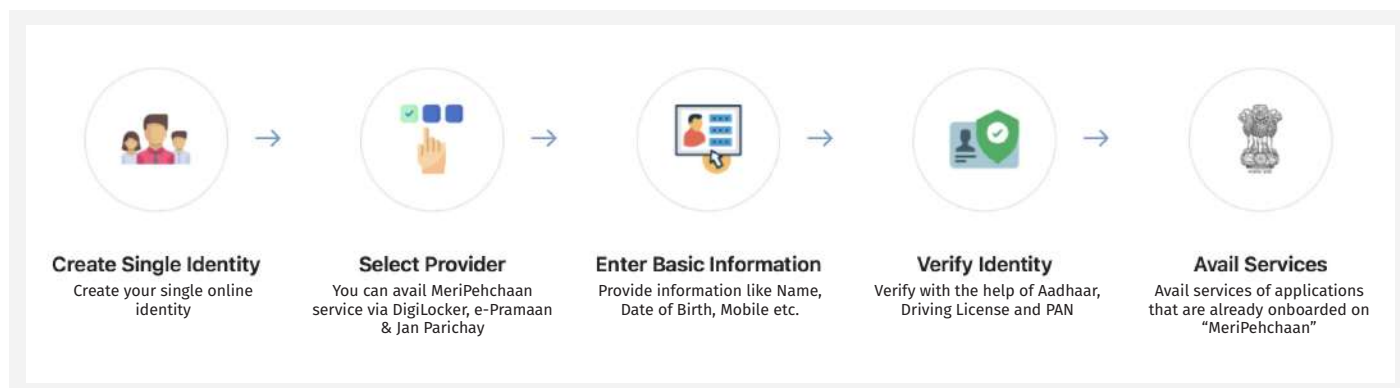 Create Single Identity
Create your single online
identity
Select Provider
You can avail MeriPehchaan
service via DigiLocker, e-Pramaan
& Jan Parichay
Enter Basic Information
Provide information like Name,
Date of Birth, Mobile etc.
Verify Identity
Verify with the help of Aadhaar,
Driving License and PAN
Avail Services
Avail services of applications
that are already onboarded on
“MeriPehchaan”